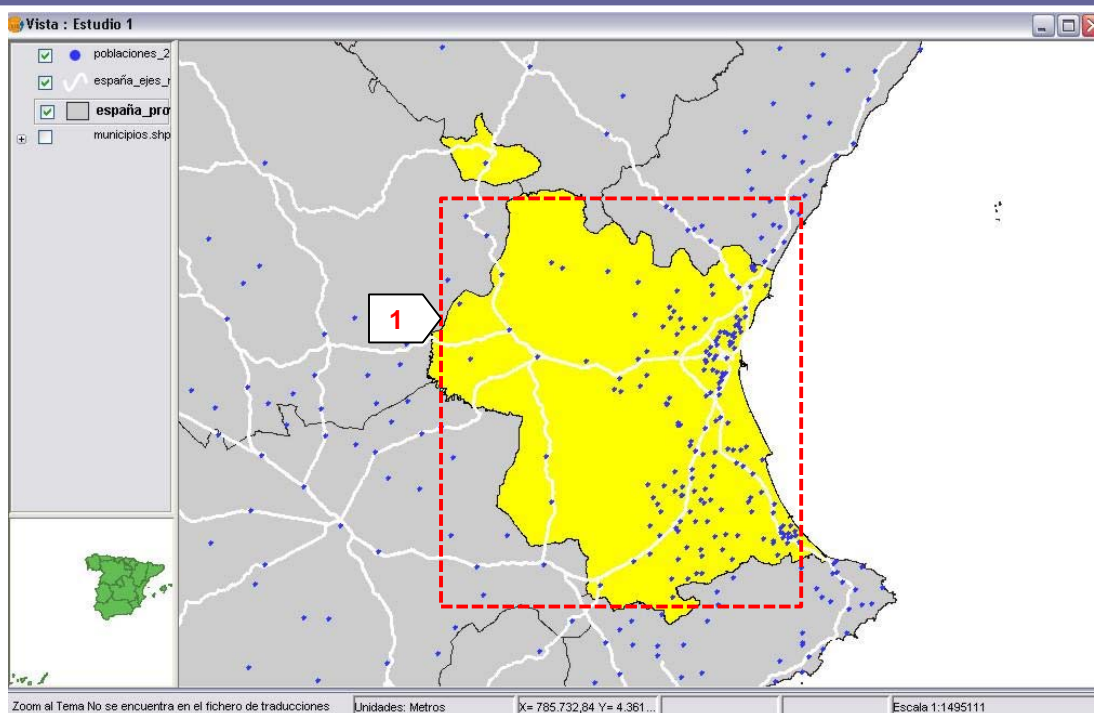 Vista : Estudio 1
poblaciones_2
españa_ejes_r
españa_pro
municipios.shp
1
Zoom al Tema No se encuentra en el fichero de traducciones
Unidades: Metros
X= 785.732,84 Y= 4.361...
Escala 1:1495111